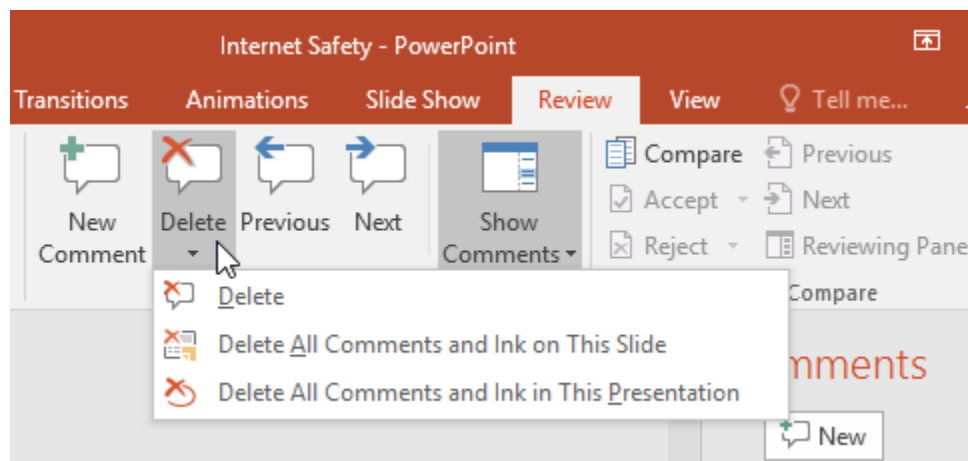 Internet Safety - PowerPoint
Transitions Animations Slide Show Review View Tell me...
New Comment Delete Previous Next Show Comments
Compare Previous
Accept Next
Reject Reviewing Pane
Compare
Delete
Delete All Comments and Ink on This Slide
Delete All Comments and Ink in This Presentation
mments
New